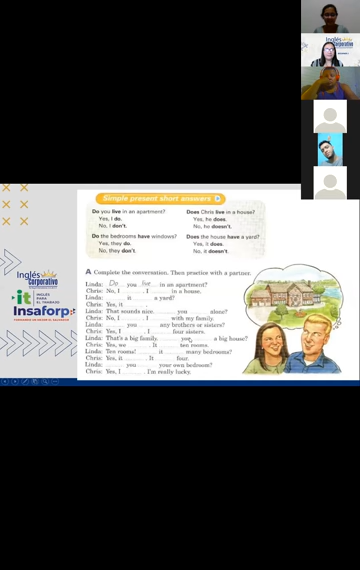 Inglés
Corporativo
Inglés
Corporativo
it
INGLÉS
PARA
EL TRABAJO
Insaforp
Simple present short answers
Do you live in an apartment?
Yes, I do.
No, I don't.
Do the bedrooms have windows?
Yes, they do.
No, they don't.
Does Chris live in a house?
Yes, he does.
No, he doesn't.
Does the house have a yard?
Yes, it does.
No, it doesn't.
A Complete the conversation. Then practice with a partner.
Linda: Do you live in an apartment?
Chris: No, I ........ . I ........ in a house.
Linda: ........ it ........ a yard?
Chris: Yes, it ........ .
Linda: That sounds nice. ........ you ........ alone?
Chris: No, I ........ . I ........ with my family.
Linda: ........ you ........ any brothers or sisters?
Chris: Yes, I ........ . I ........ four sisters.
Linda: That's a big family. ........ your ........ a big house?
Chris: Yes, we ........ . It ........ ten rooms.
Linda: Ten rooms! ........ it ........ many bedrooms?
Chris: Yes, it ........ . It ........ four.
Linda: ........ you ........ your own bedroom?
Chris: Yes, I ........ . I'm really lucky.